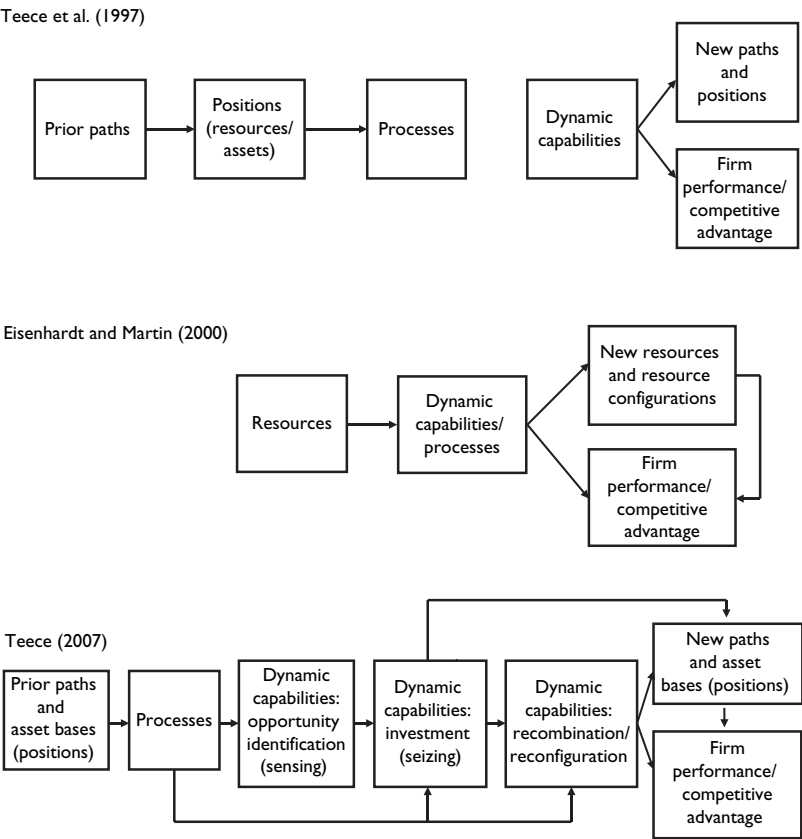 Teece et al. (1997)
Prior paths
Positions
(resources/
assets)
Processes
Dynamic
capabilities
New paths
and
positions
Firm
performance/
competitive
advantage
Eisenhardt and Martin (2000)
Resources
Dynamic
capabilities/
processes
New resources
and resource
configurations
Firm
performance/
competitive
advantage
Teece (2007)
Prior paths
and
asset bases
(positions)
Processes
Dynamic
capabilities:
opportunity
identification
(sensing)
Dynamic
capabilities:
investment
(seizing)
Dynamic
capabilities:
recombination/
reconfiguration
New paths
and asset
bases (positions)
Firm
performance/
competitive
advantage